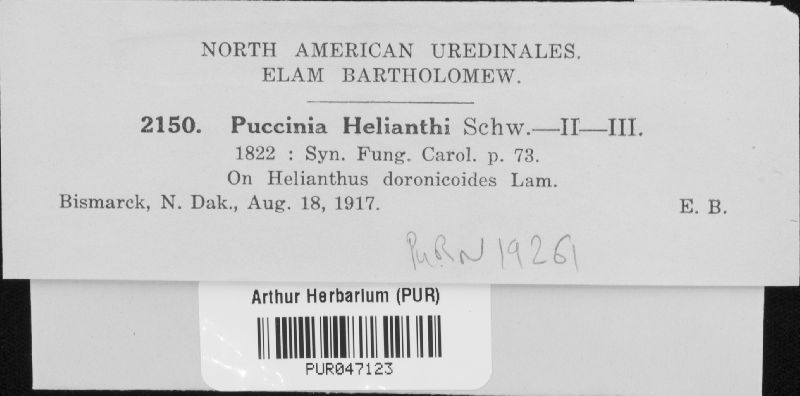 NORTH AMERICAN UREDINALES.
ELAM BARTHOLOMEW.
2150. Puccinia Helianthi Schw.—II—III.
1822 : Syn. Fung. Carol. p. 73.
On Helianthus doronicoides Lam.
Bismarck, N. Dak., Aug. 18, 1917. E. B.
PuRN 19261
Arthur Herbarium (PUR)
PUR047123